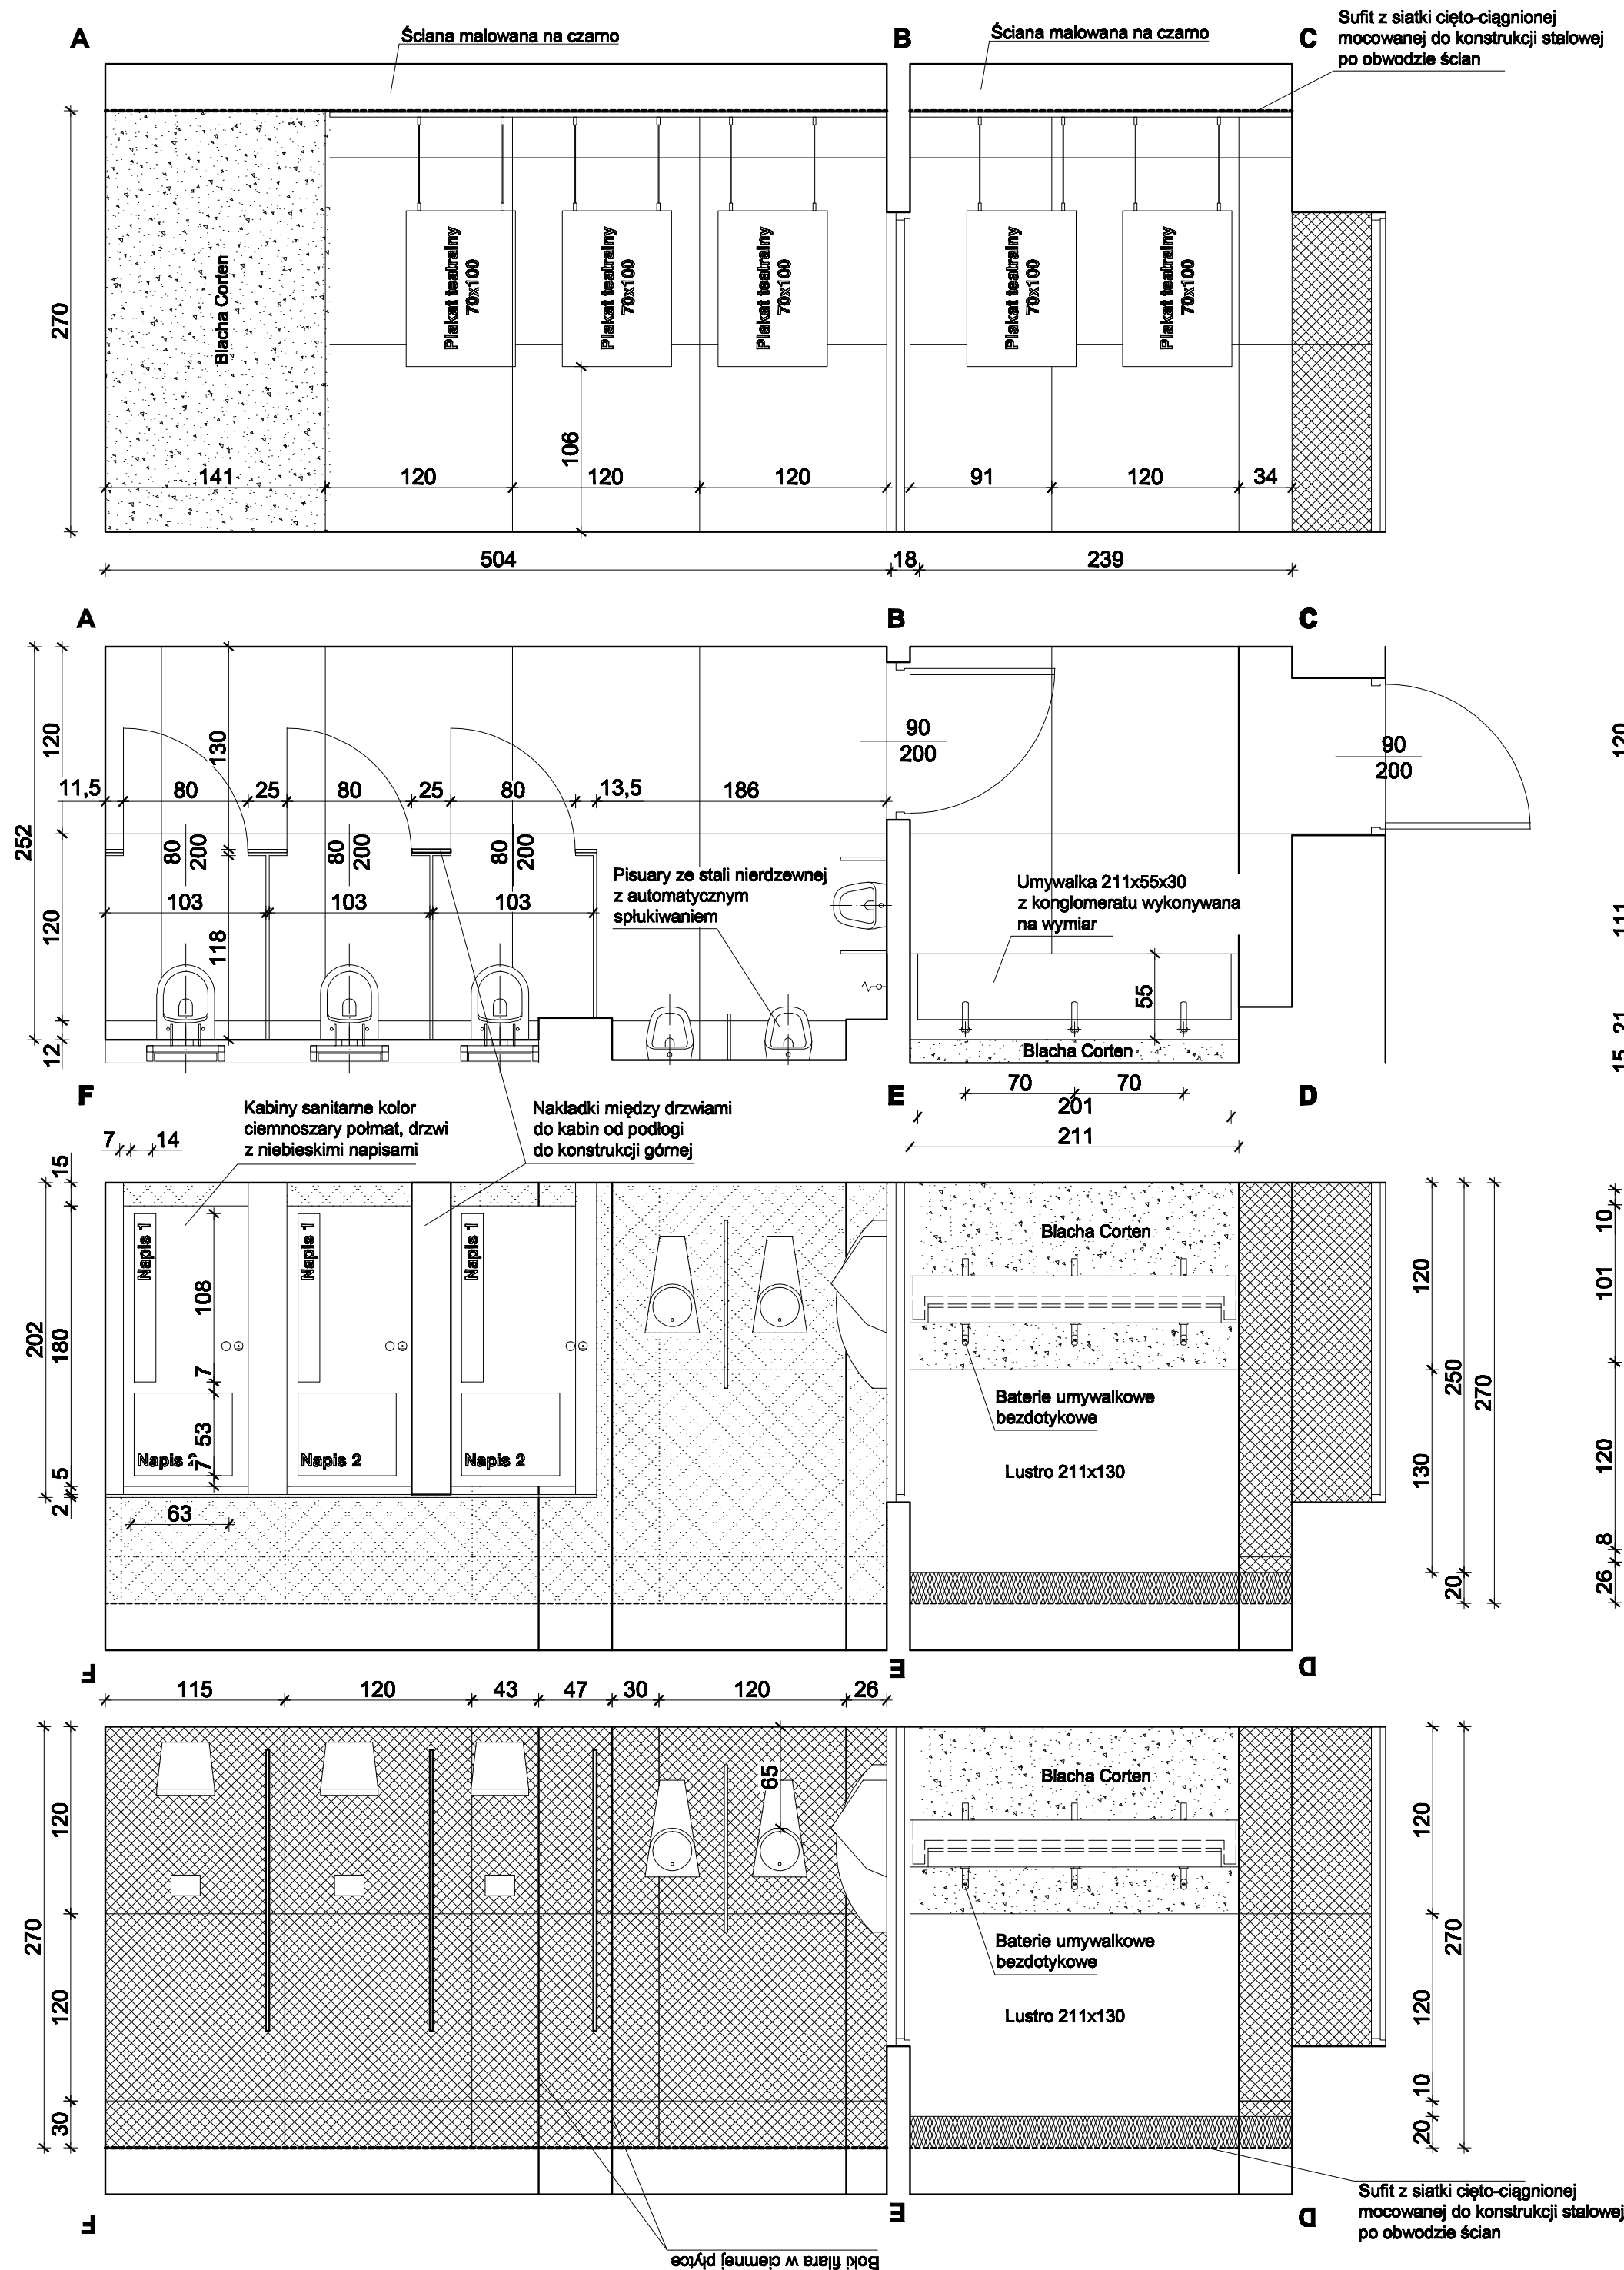 A
Ściana malowana na czarno
B
Ściana malowana na czarno
C
Sufit z siatki cięto-ciągnionej
mocowanej do konstrukcji stalowej
po obwodzie ścian
270
Blacha Corten
Plakat teatralny
70x100
Plakat teatralny
70x100
Plakat teatralny
70x100
Plakat teatralny
70x100
Plakat teatralny
70x100
106
141
120
120
120
91
120
34
504
18
239
A
B
C
252
120
120
12
130
118
11,5
80
25
80
25
80
13,5
186
80
200
80
200
80
200
103
103
103
90
200
90
200
120
111
21
15
Pisuary ze stali nierdzewnej
z automatycznym
spłukiwaniem
Umywalka 211x55x30
z konglomeratu wykonywana
na wymiar
55
Blacha Corten
70
70
201
211
F
E
D
Kabiny sanitarne kolor
ciemnoszary połmat, drzwi
z niebieskimi napisami
Nakładki między drzwiami
do kabin od podłogi
do konstrukcji górnej
7
14
15
202
180
5
2
Napis 1
Napis 1
Napis 1
108
7
53
7
Napis 2
Napis 2
Napis 2
63
Blacha Corten
Baterie umywalkowe
bezdotykowe
Lustro 211x130
120
130
250
20
270
10
101
120
8
26
F
E
D
115
120
43
47
30
120
26
65
120
120
30
270
Blacha Corten
Baterie umywalkowe
bezdotykowe
Lustro 211x130
120
120
10
20
270
F
E
D
Boki filara w ciemnej płytce
Sufit z siatki cięto-ciągnionej
mocowanej do konstrukcji stalowej
po obwodzie ścian